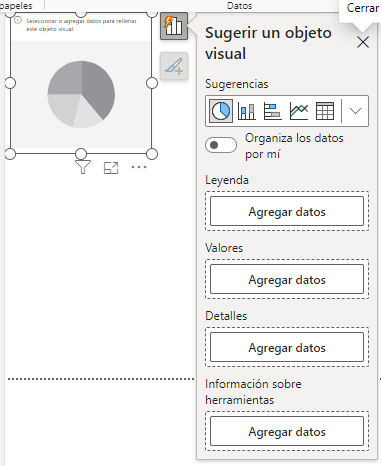 papeles
Datos
Cerrar
Seleccionar o agregar datos para rellenar
este objeto visual
Sugerir un objeto
visual
Sugerencias
Organiza los datos
por mí
Leyenda
Agregar datos
Valores
Agregar datos
Detalles
Agregar datos
Información sobre
herramientas
Agregar datos